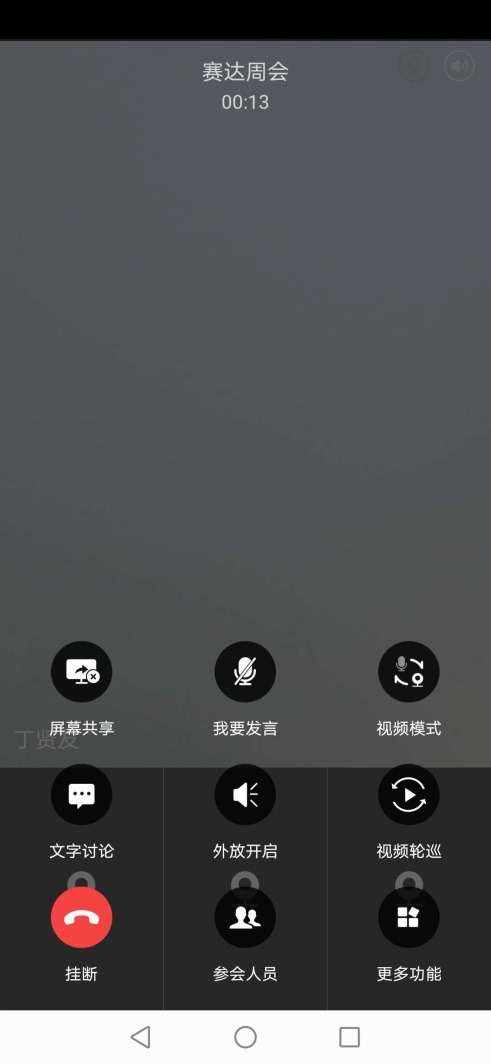 赛达周会
00:13
屏幕共享
我要发言
视频模式
丁贤友
文字讨论
外放开启
视频轮巡
挂断
参会人员
更多功能